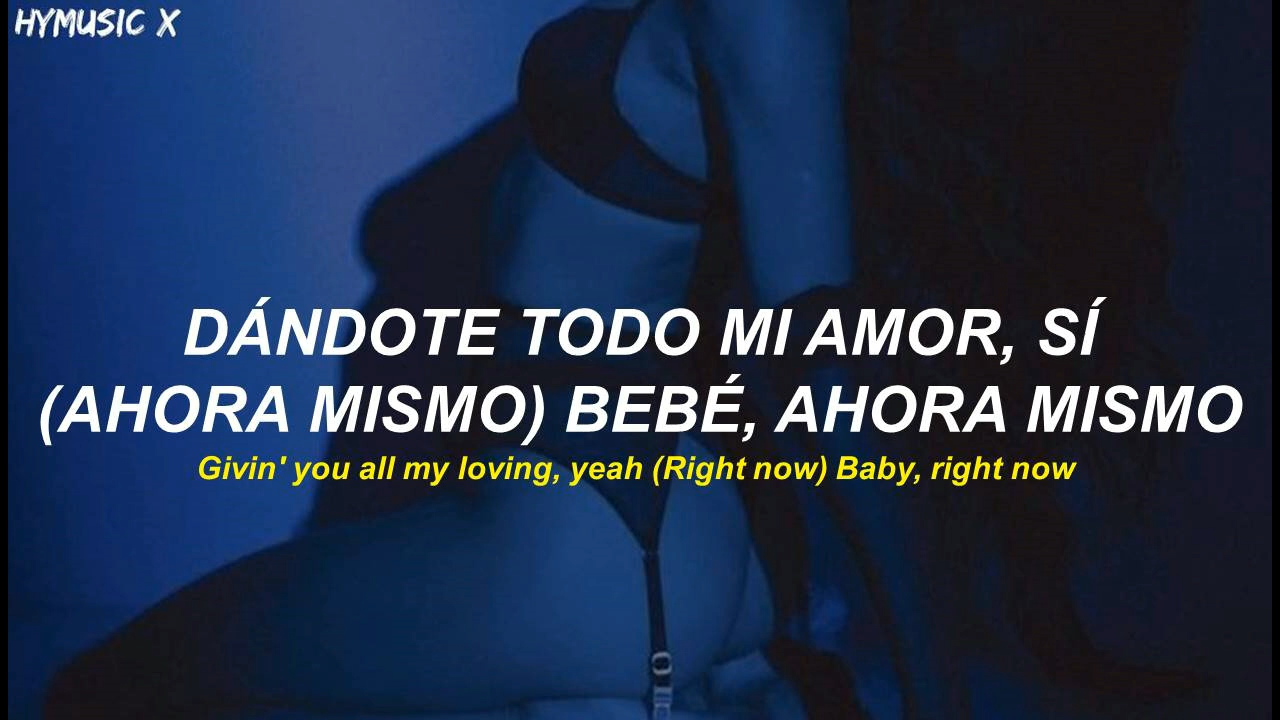 HYMUSIC X
DÁNDOTE TODO MI AMOR, SÍ
(AHORA MISMO) BEBÉ, AHORA MISMO
Givin' you all my loving, yeah (Right now) Baby, right now